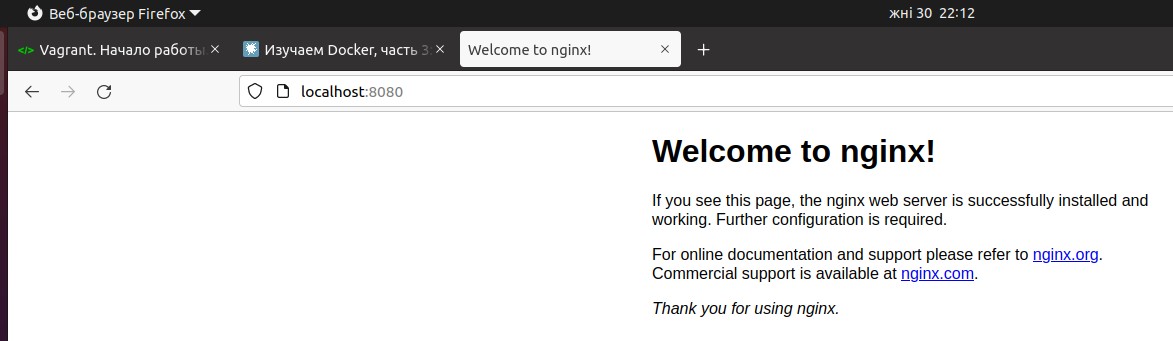 Веб-браузер Firefox
жні 30 22:12
</> Vagrant. Начало работы
Изучаем Docker, часть 3:
Welcome to nginx!
localhost:8080
Welcome to nginx!
If you see this page, the nginx web server is successfully installed and
working. Further configuration is required.
For online documentation and support please refer to nginx.org.
Commercial support is available at nginx.com.
Thank you for using nginx.